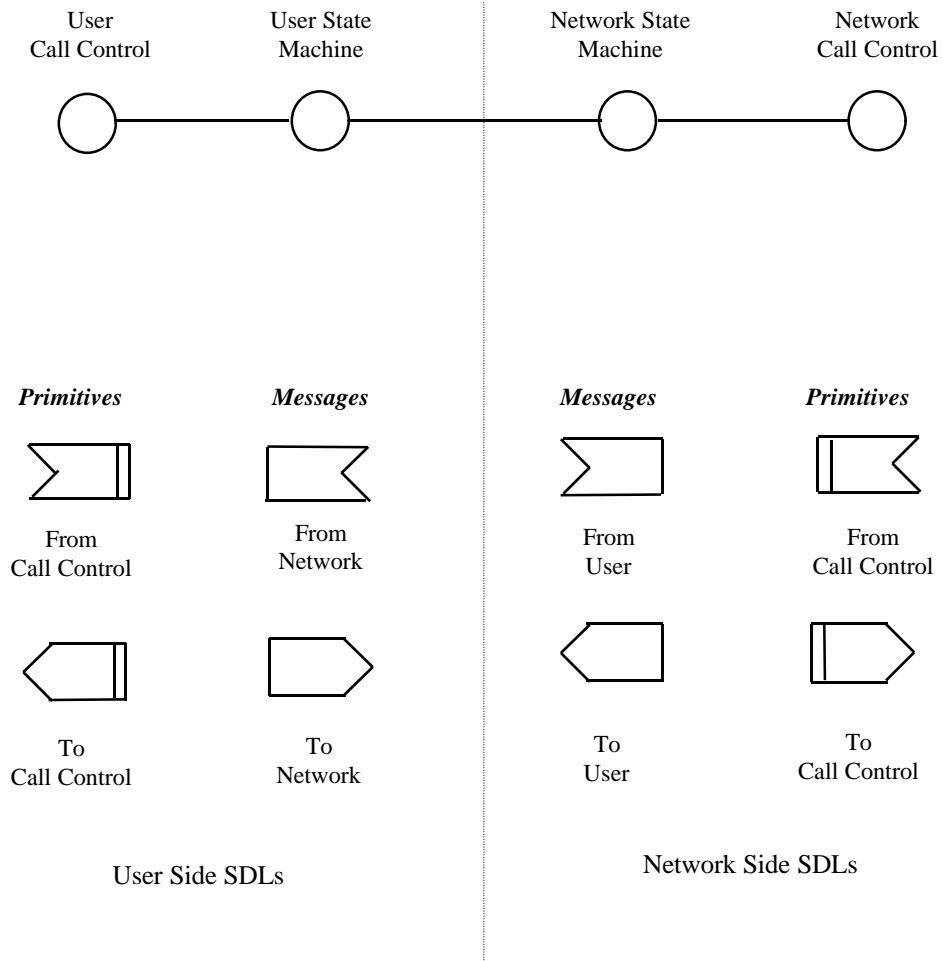 User
Call Control
User State
Machine
Network State
Machine
Network
Call Control
Primitives
Messages
Messages
Primitives
From
Call Control
From
Network
From
User
From
Call Control
To
Call Control
To
Network
To
User
To
Call Control
User Side SDLs
Network Side SDLs